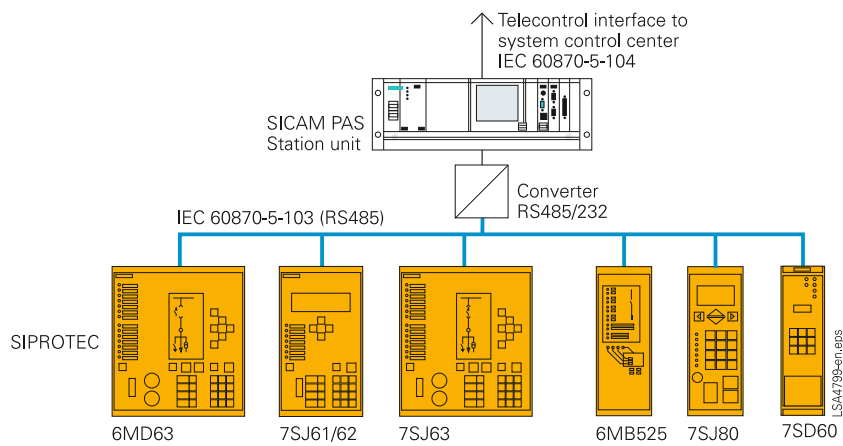 Telecontrol interface to
system control center
IEC 60870-5-104
SICAM PAS
Station unit
Converter
RS485/232
IEC 60870-5-103 (RS485)
SIPROTEC
6MD63
7SJ61/62
7SJ63
6MB525
7SJ80
7SD60
LSA4799-en.eps